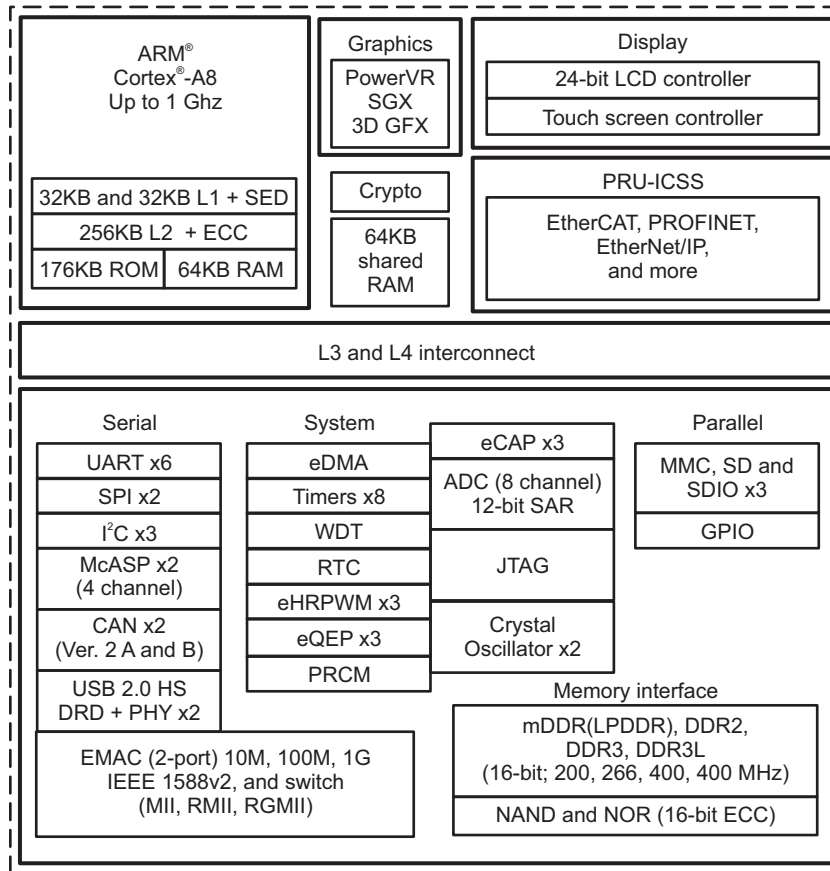 ARM®
Cortex®-A8
Up to 1 Ghz
32KB and 32KB L1 + SED
256KB L2 + ECC
176KB ROM
64KB RAM
Graphics
PowerVR
SGX
3D GFX
Crypto
64KB
shared
RAM
Display
24-bit LCD controller
Touch screen controller
PRU-ICSS
EtherCAT, PROFINET,
EtherNet/IP,
and more
L3 and L4 interconnect
Serial
UART x6
SPI x2
I²C x3
McASP x2
(4 channel)
CAN x2
(Ver. 2 A and B)
USB 2.0 HS
DRD + PHY x2
EMAC (2-port) 10M, 100M, 1G
IEEE 1588v2, and switch
(MII, RMII, RGMII)
System
eDMA
Timers x8
WDT
RTC
eHRPWM x3
eQEP x3
PRCM
eCAP x3
ADC (8 channel)
12-bit SAR
JTAG
Crystal
Oscillator x2
Parallel
MMC, SD and
SDIO x3
GPIO
Memory interface
mDDR(LPDDR), DDR2,
DDR3, DDR3L
(16-bit; 200, 266, 400, 400 MHz)
NAND and NOR (16-bit ECC)